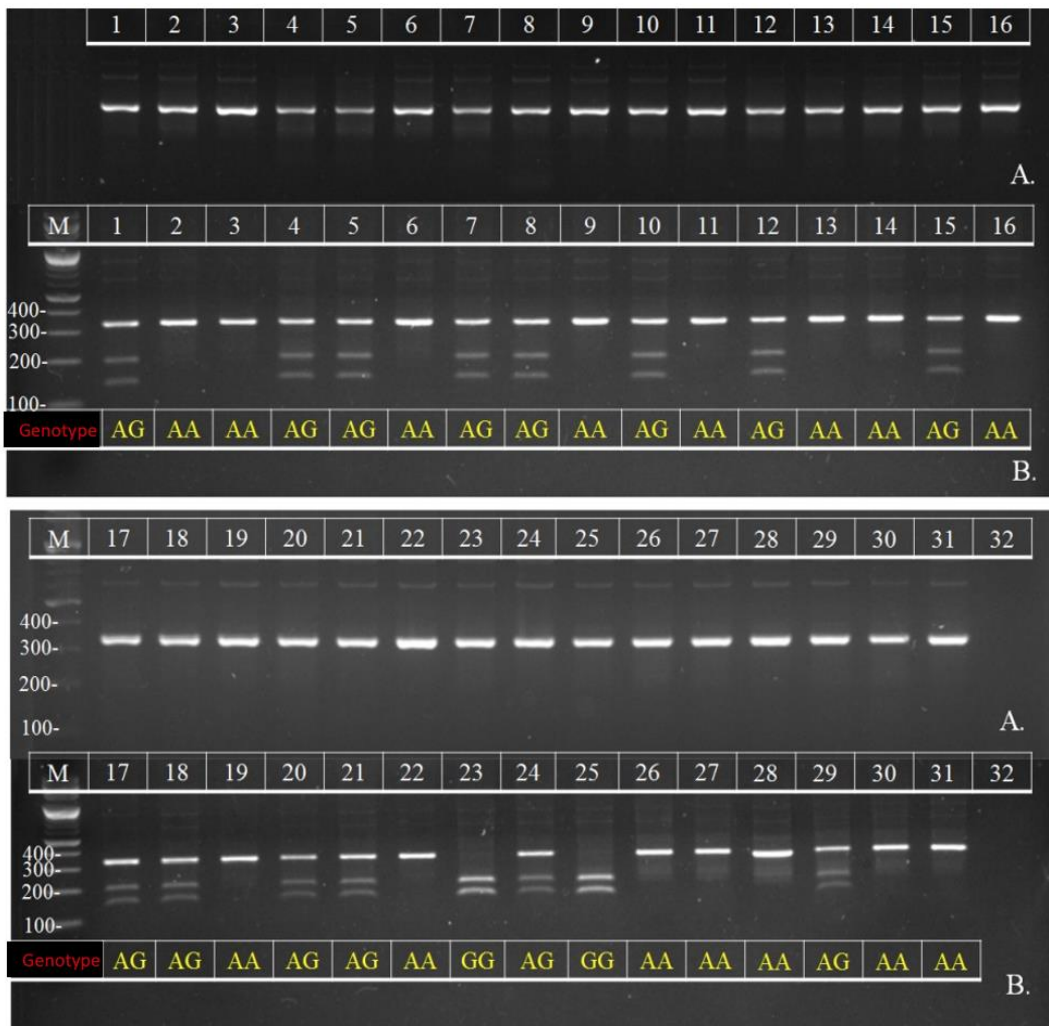 1 2 3 4 5 6 7 8 9 10 11 12 13 14 15 16
A.
M 1 2 3 4 5 6 7 8 9 10 11 12 13 14 15 16
400-
300-
200-
100-
Genotype AG AA AA AG AG AA AG AG AA AG AA AG AA AA AG AA
B.
M 17 18 19 20 21 22 23 24 25 26 27 28 29 30 31 32
400-
300-
200-
100-
A.
M 17 18 19 20 21 22 23 24 25 26 27 28 29 30 31 32
400-
300-
200-
100-
Genotype AG AG AA AG AG AA GG AG GG AA AA AA AG AA AA
B.